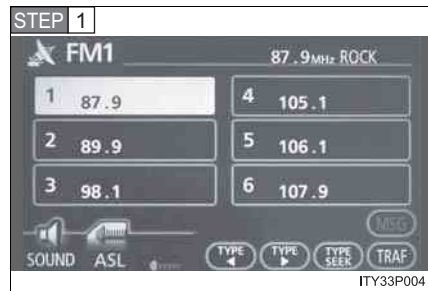 STEP 1
FM1 87.9MHz ROCK
1 87.9
2 89.9
3 98.1
4 105.1
5 106.1
6 107.9
MSG
SOUND ASL TYPE TYPE TYPE SEEK TRAF
ITY33P004